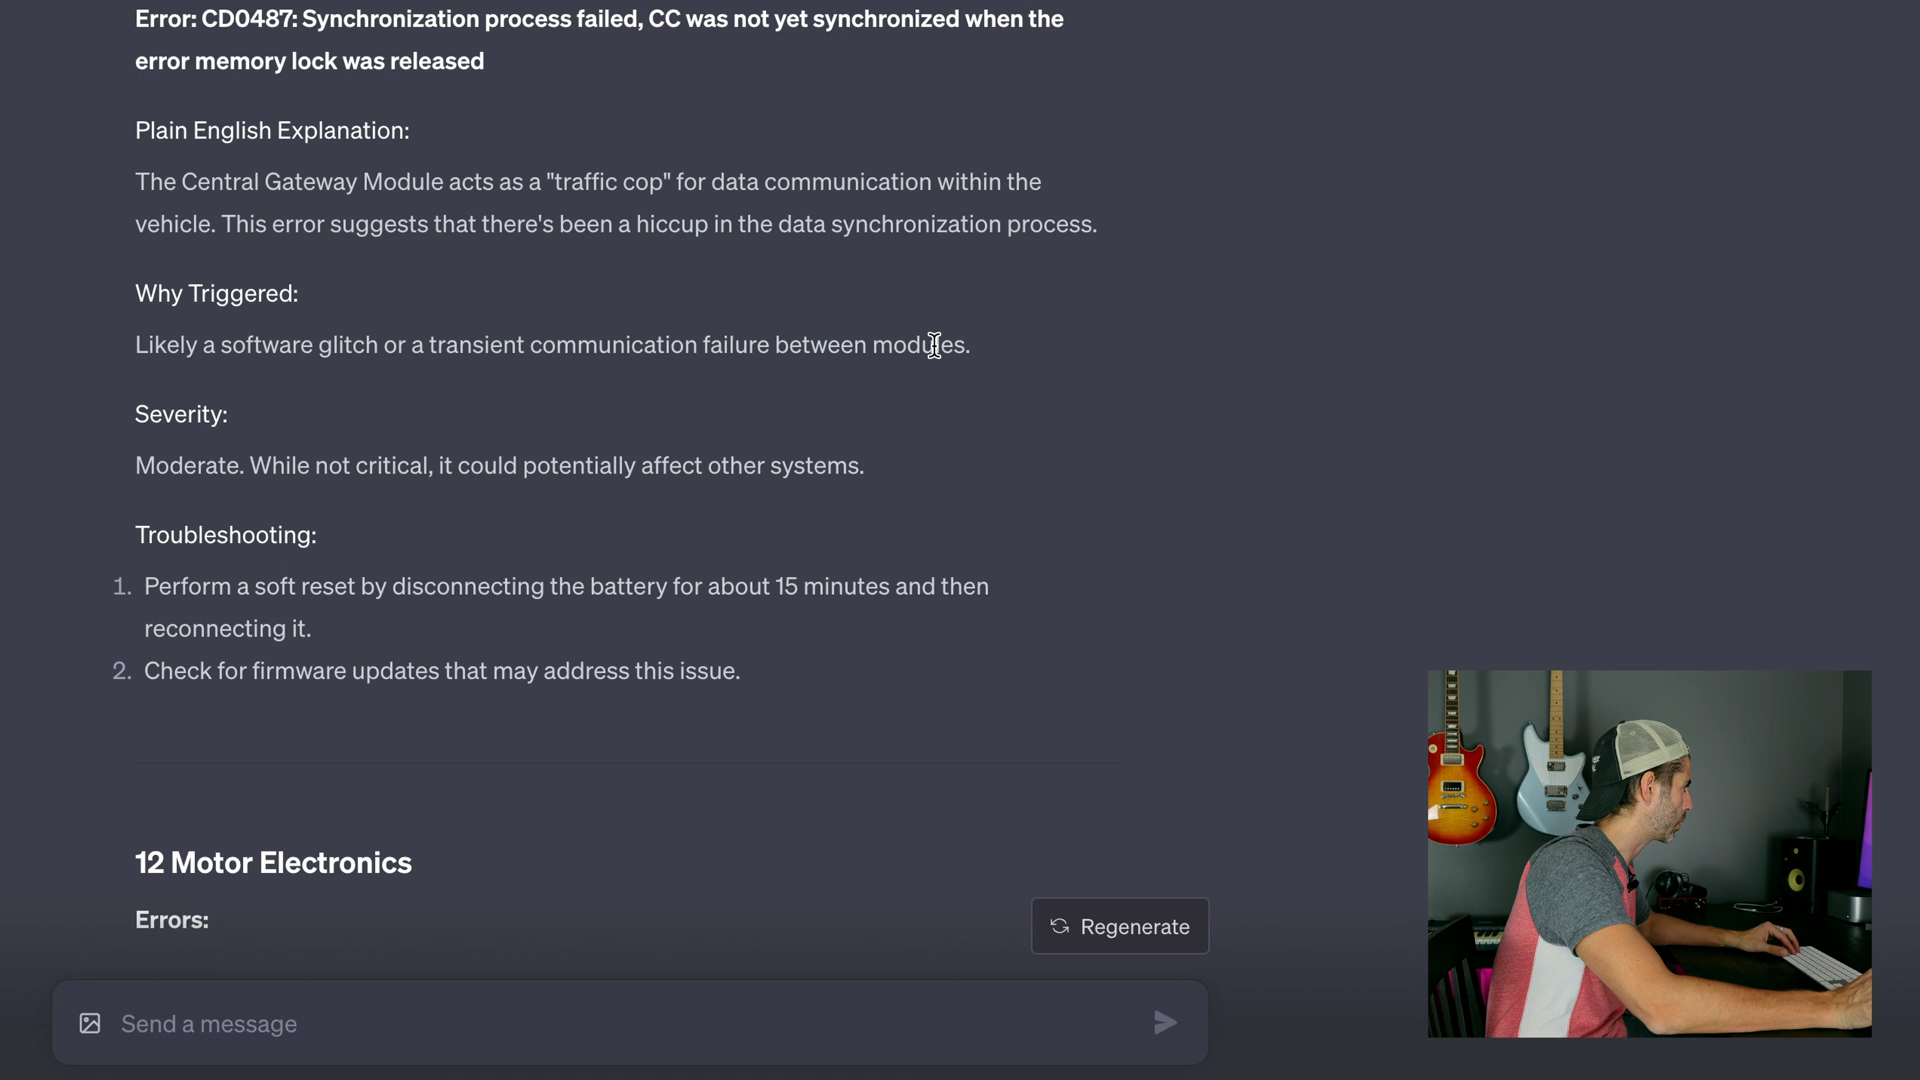 Error: CD0487: Synchronization process failed, CC was not yet synchronized when the
error memory lock was released
Plain English Explanation:
The Central Gateway Module acts as a "traffic cop" for data communication within the
vehicle. This error suggests that there's been a hiccup in the data synchronization process.
Why Triggered:
Likely a software glitch or a transient communication failure between modules.
Severity:
Moderate. While not critical, it could potentially affect other systems.
Troubleshooting:
1. Perform a soft reset by disconnecting the battery for about 15 minutes and then
reconnecting it.
2. Check for firmware updates that may address this issue.
12 Motor Electronics
Errors:
Regenerate
Send a message